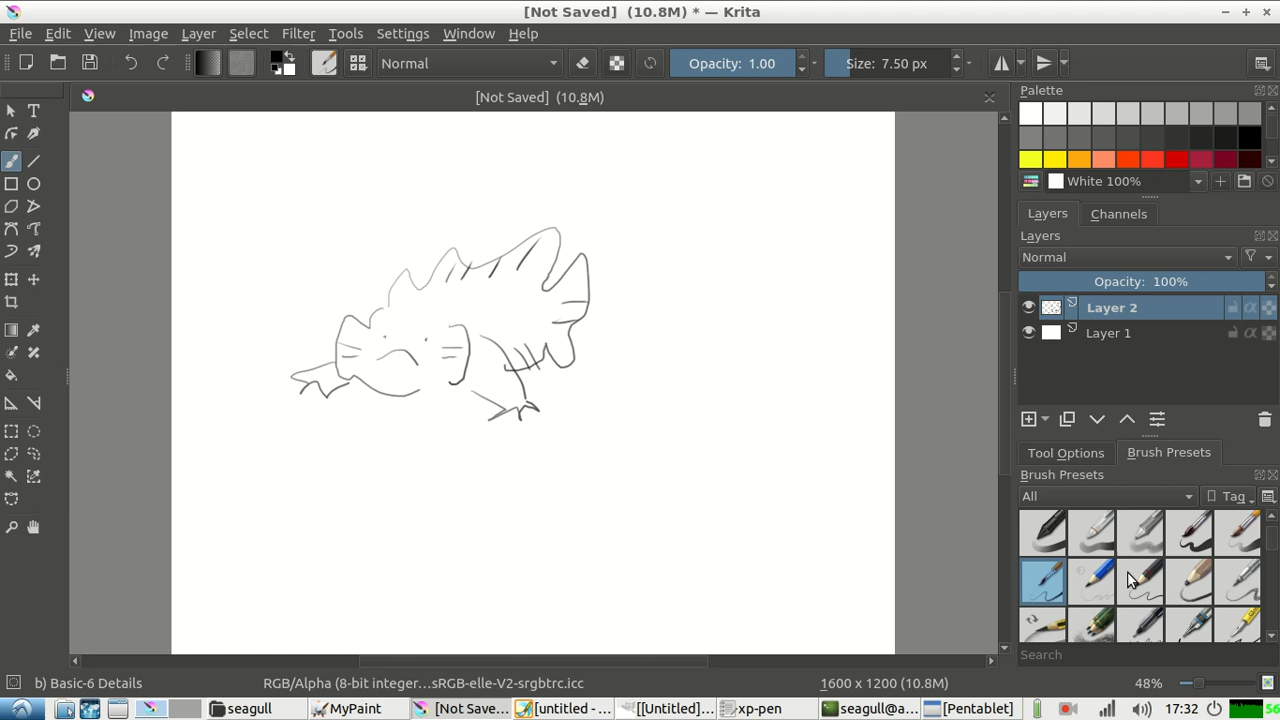 [Not Saved]  (10.8M) * — Krita
File Edit View Image Layer Select Filter Tools Settings Window Help
Normal Opacity: 1.00 Size: 7.50 px
[Not Saved]  (10.8M)
Palette
White 100%
Layers Channels
Layers
Normal
Opacity: 100%
Layer 2
Layer 1
Tool Options Brush Presets
Brush Presets
All Tag
Search
b) Basic-6 Details RGB/Alpha (8-bit integer...sRGB-elle-V2-srgbtrc.icc 1600 x 1200 (10.8M) 48%
seagull MyPaint [Not Save... [untitled - ... [[Untitled]... xp-pen seagull@a... [Pentablet] 17:32 56